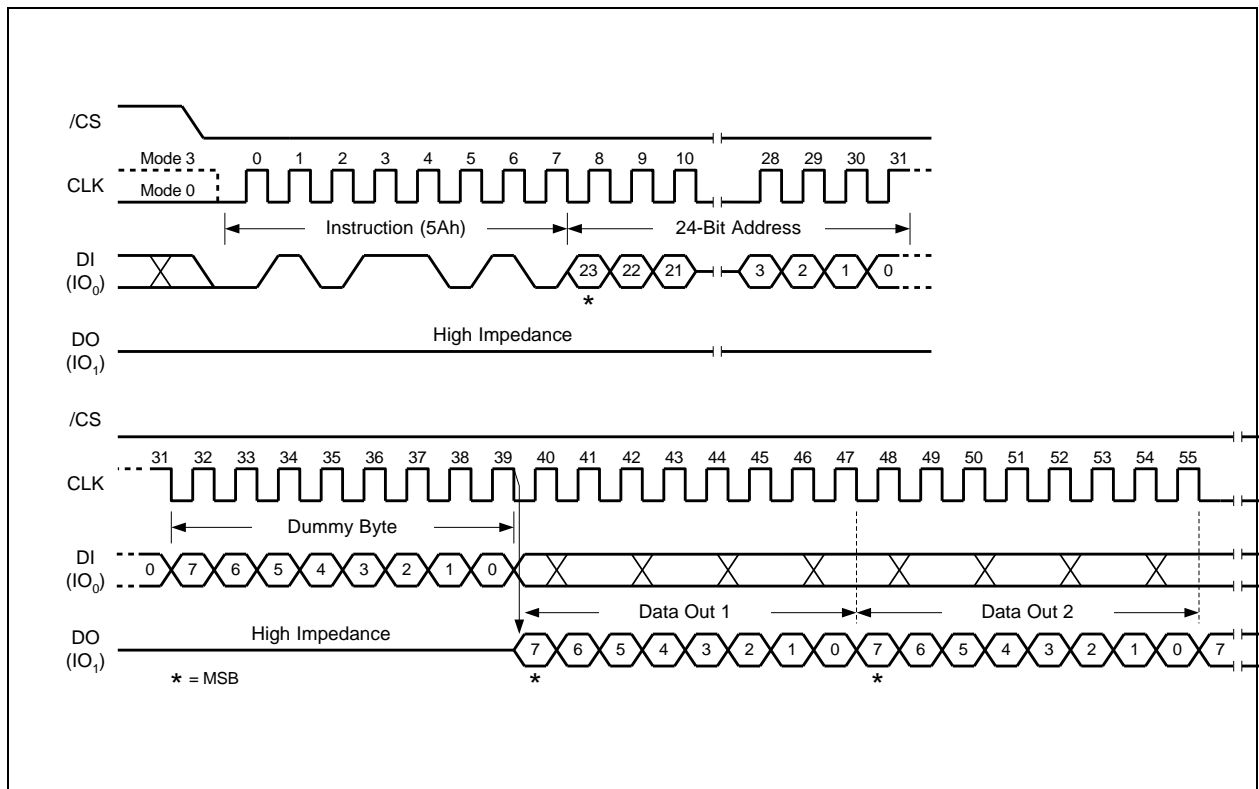 /CS
Mode 3 0 1 2 3 4 5 6 7 8 9 10 28 29 30 31
CLK
Mode 0
Instruction (5Ah) 24-Bit Address
DI
(IO0) 23 22 21 3 2 1 0
*
High Impedance
DO
(IO1)
/CS
31 32 33 34 35 36 37 38 39 40 41 42 43 44 45 46 47 48 49 50 51 52 53 54 55
CLK
Dummy Byte
DI
(IO0) 0 7 6 5 4 3 2 1 0
Data Out 1 Data Out 2
High Impedance
DO
(IO1) 7 6 5 4 3 2 1 0 7 6 5 4 3 2 1 0 7
* = MSB * *